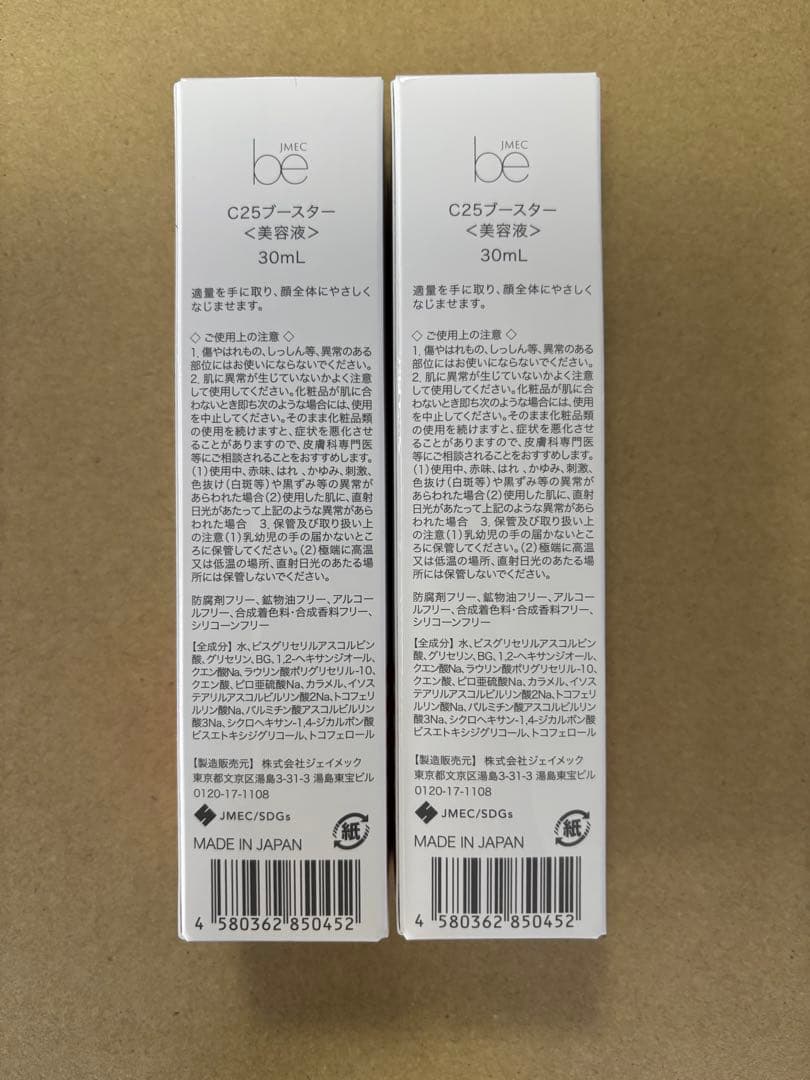 JMEC
be
C25ブースター
<美容液>
30mL
適量を手に取り、顔全体にやさしく
なじませます。
◇ ご使用上の注意 ◇
1. 傷やはれもの、しっしん等、異常のある
部位にはお使いにならないでください。
2. 肌に異常が生じていないかよく注意
して使用してください。化粧品が肌に合
わないとき即ち次のような場合には、使用
を中止してください。そのまま化粧品類
の使用を続けますと、症状を悪化させ
ることがありますので、皮膚科専門医
等にご相談されることをおすすめします。
(1)使用中、赤味、はれ 、かゆみ、刺激、
色抜け(白斑等)や黒ずみ等の異常が
あらわれた場合(2)使用した肌に、直射
日光があたって上記のような異常があら
われた場合　3. 保管及び取り扱い上
の注意(1)乳幼児の手の届かないとこ
ろに保管してください。(2)極端に高温
又は低温の場所、直射日光のあたる場
所には保管しないでください。
防腐剤フリー、鉱物油フリー、アルコー
ルフリー、合成着色料・合成香料フリー、
シリコーンフリー
【全成分】水、ビスグリセリルアスコルビン
酸、グリセリン、BG、1,2-ヘキサンジオール、
クエン酸Na、ラウリン酸ポリグリセリル-10、
クエン酸、ピロ亜硫酸Na、カラメル、イソス
テアリルアスコルビルリン酸2Na、トコフェ
ルリン酸Na、パルミチン酸アスコルビルリン
酸3Na、シクロヘキサン-1,4-ジカルボン酸
ビスエトキシジグリコール、トコフェロール
【製造販売元】 株式会社ジェイメック
東京都文京区湯島3-31-3 湯島東宝ビル
0120-17-1108
JMEC/SDGs
紙
MADE IN JAPAN
4 580362 850452
JMEC
be
C25ブースター
<美容液>
30mL
適量を手に取り、顔全体にやさしく
なじませます。
◇ ご使用上の注意 ◇
1. 傷やはれもの、しっしん等、異常のある
部位にはお使いにならないでください。
2. 肌に異常が生じていないかよく注意
して使用してください。化粧品が肌に合
わないとき即ち次のような場合には、使用
を中止してください。そのまま化粧品類
の使用を続けますと、症状を悪化させ
ることがありますので、皮膚科専門医
等にご相談されることをおすすめします。
(1)使用中、赤味、はれ 、かゆみ、刺激、
色抜け(白斑等)や黒ずみ等の異常が
あらわれた場合(2)使用した肌に、直射
日光があたって上記のような異常があら
われた場合　3. 保管及び取り扱い上
の注意(1)乳幼児の手の届かないとこ
ろに保管してください。(2)極端に高温
又は低温の場所、直射日光のあたる場
所には保管しないでください。
防腐剤フリー、鉱物油フリー、アルコー
ルフリー、合成着色料・合成香料フリー、
シリコーンフリー
【全成分】水、ビスグリセリルアスコルビン
酸、グリセリン、BG、1,2-ヘキサンジオール、
クエン酸Na、ラウリン酸ポリグリセリル-10、
クエン酸、ピロ亜硫酸Na、カラメル、イソス
テアリルアスコルビルリン酸2Na、トコフェ
ルリン酸Na、パルミチン酸アスコルビルリン
酸3Na、シクロヘキサン-1,4-ジカルボン酸
ビスエトキシジグリコール、トコフェロール
【製造販売元】 株式会社ジェイメック
東京都文京区湯島3-31-3 湯島東宝ビル
0120-17-1108
JMEC/SDGs
紙
MADE IN JAPAN
4 580362 850452